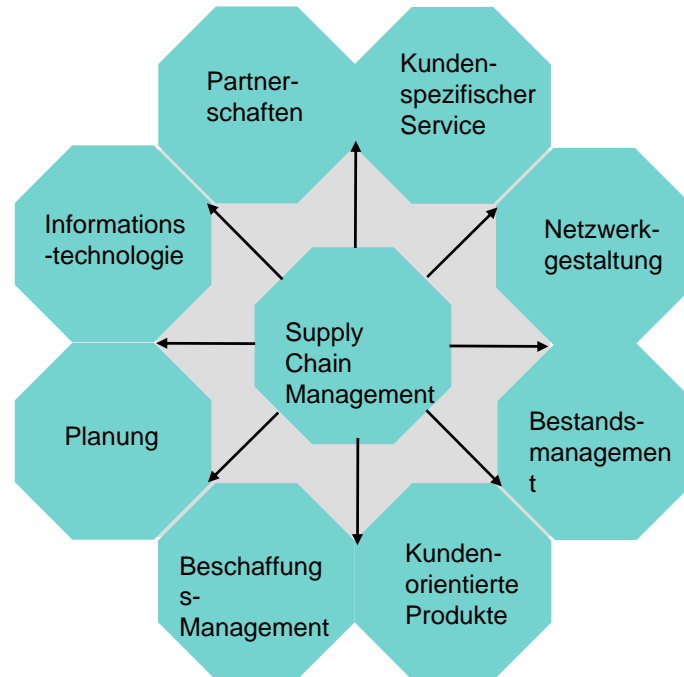 Partner-
schaften
Kunden-
spezifischer
Service
Informations
-technologie
Netzwerk-
gestaltung
Supply
Chain
Management
Planung
Bestands-
managemen
t
Beschaffung
s-
Management
Kunden-
orientierte
Produkte